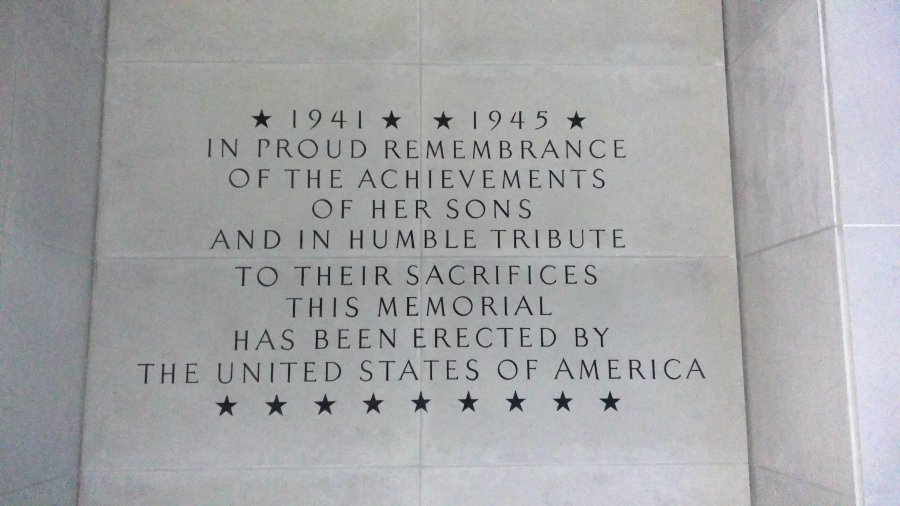 ★ 1941 ★ ★ 1945 ★
IN PROUD REMEMBRANCE
OF THE ACHIEVEMENTS
OF HER SONS
AND IN HUMBLE TRIBUTE
TO THEIR SACRIFICES
THIS MEMORIAL
HAS BEEN ERECTED BY
THE UNITED STATES OF AMERICA
★ ★ ★ ★ ★ ★ ★ ★ ★